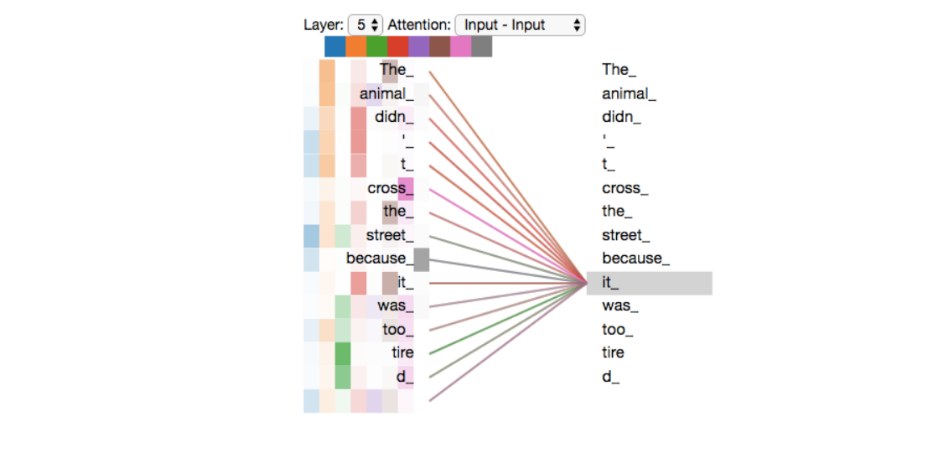 Layer: 5 Attention: Input - Input
The_ The_
animal_ animal_
didn_ didn_
'_ '_
t_ t_
cross_ cross_
the_ the_
street_ street_
because_ because_
it_ it_
was_ was_
too_ too_
tire tire
d_ d_